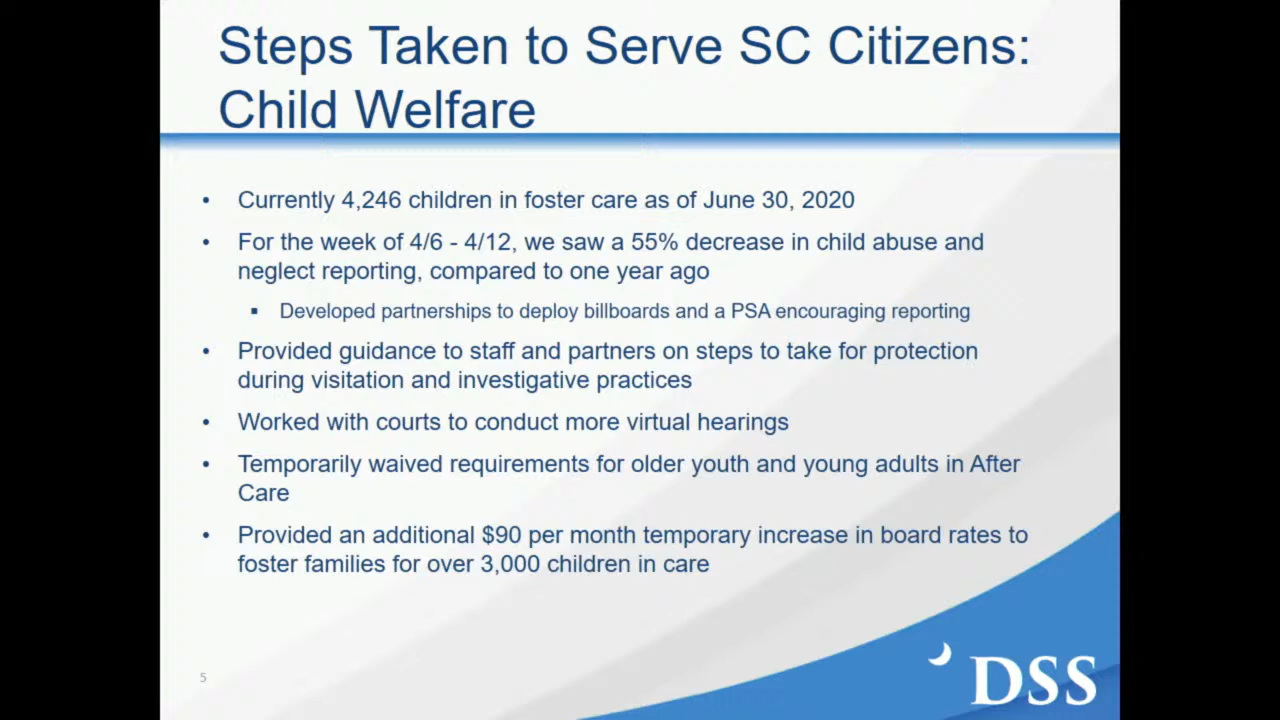 Steps Taken to Serve SC Citizens:
Child Welfare
• Currently 4,246 children in foster care as of June 30, 2020
• For the week of 4/6 - 4/12, we saw a 55% decrease in child abuse and
neglect reporting, compared to one year ago
▪ Developed partnerships to deploy billboards and a PSA encouraging reporting
• Provided guidance to staff and partners on steps to take for protection
during visitation and investigative practices
• Worked with courts to conduct more virtual hearings
• Temporarily waived requirements for older youth and young adults in After
Care
• Provided an additional $90 per month temporary increase in board rates to
foster families for over 3,000 children in care
5
DSS